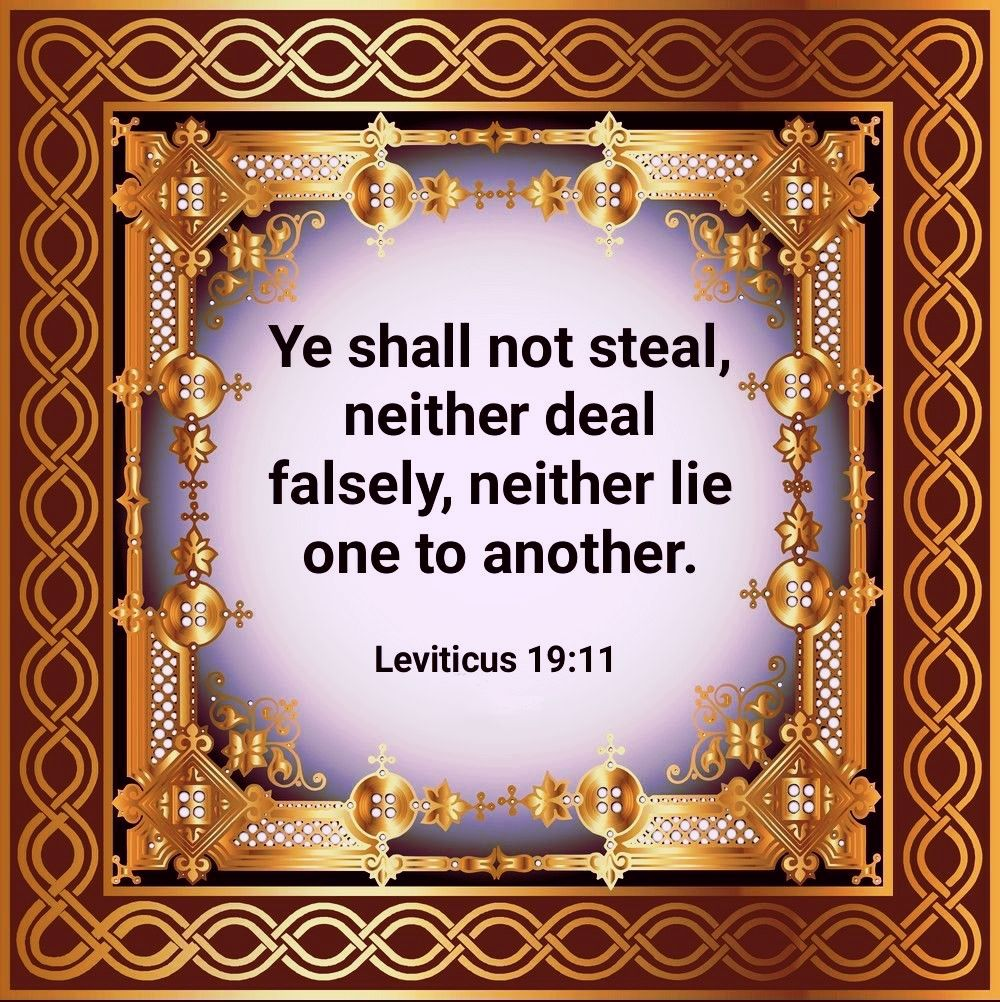 Ye shall not steal,
neither deal
falsely, neither lie
one to another.
Leviticus 19:11